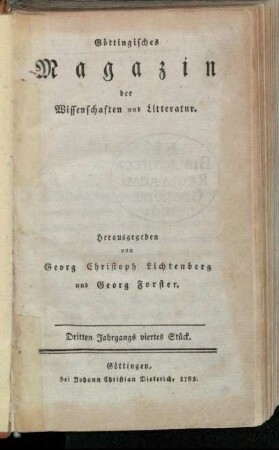 Göttingisches
Magazin
der
Wissenschaften und Litteratur.
Herausgegeben
von
Georg Christoph Lichtenberg
und Georg Forster.
Dritten Jahrgangs viertes Stück.
Göttingen,
bei Johann Christian Dieterich, 1783.